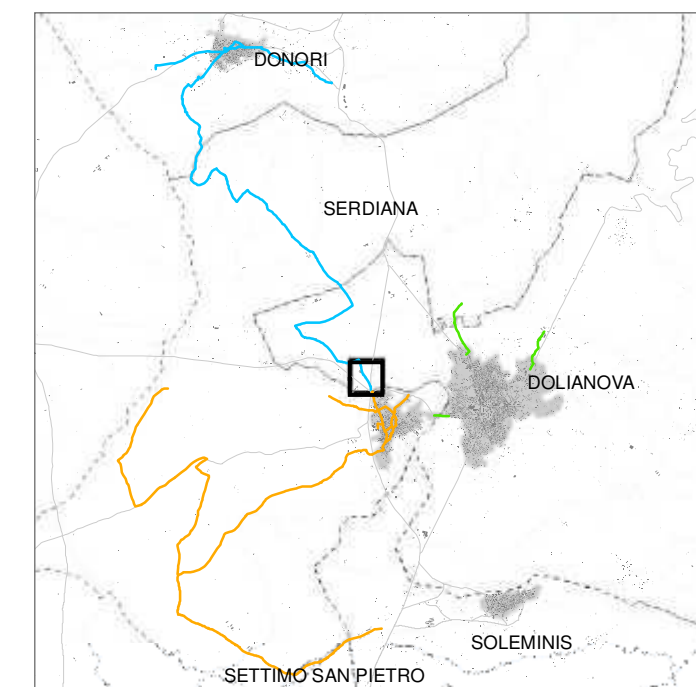 DONORI
SERDIANA
DOLIANOVA
SOLEMINIS
SETTIMO SAN PIETRO